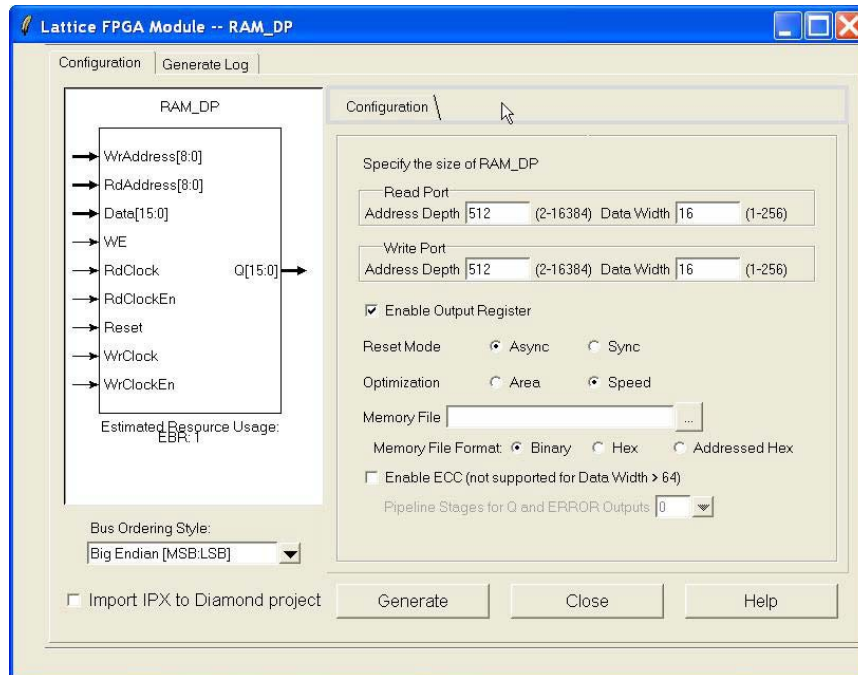 Lattice FPGA Module -- RAM_DP
Configuration Generate Log
RAM_DP
WrAddress[8:0]
RdAddress[8:0]
Data[15:0]
WE
RdClock Q[15:0]
RdClockEn
Reset
WrClock
WrClockEn
Estimated Resource Usage:
EBR: 1
Bus Ordering Style:
Big Endian [MSB:LSB]
Import IPX to Diamond project
Configuration
Specify the size of RAM_DP
Read Port
Address Depth 512 (2-16384) Data Width 16 (1-256)
Write Port
Address Depth 512 (2-16384) Data Width 16 (1-256)
Enable Output Register
Reset Mode Async Sync
Optimization Area Speed
Memory File ...
Memory File Format: Binary Hex Addressed Hex
Enable ECC (not supported for Data Width > 64)
Pipeline Stages for Q and ERROR Outputs 0
Generate Close Help